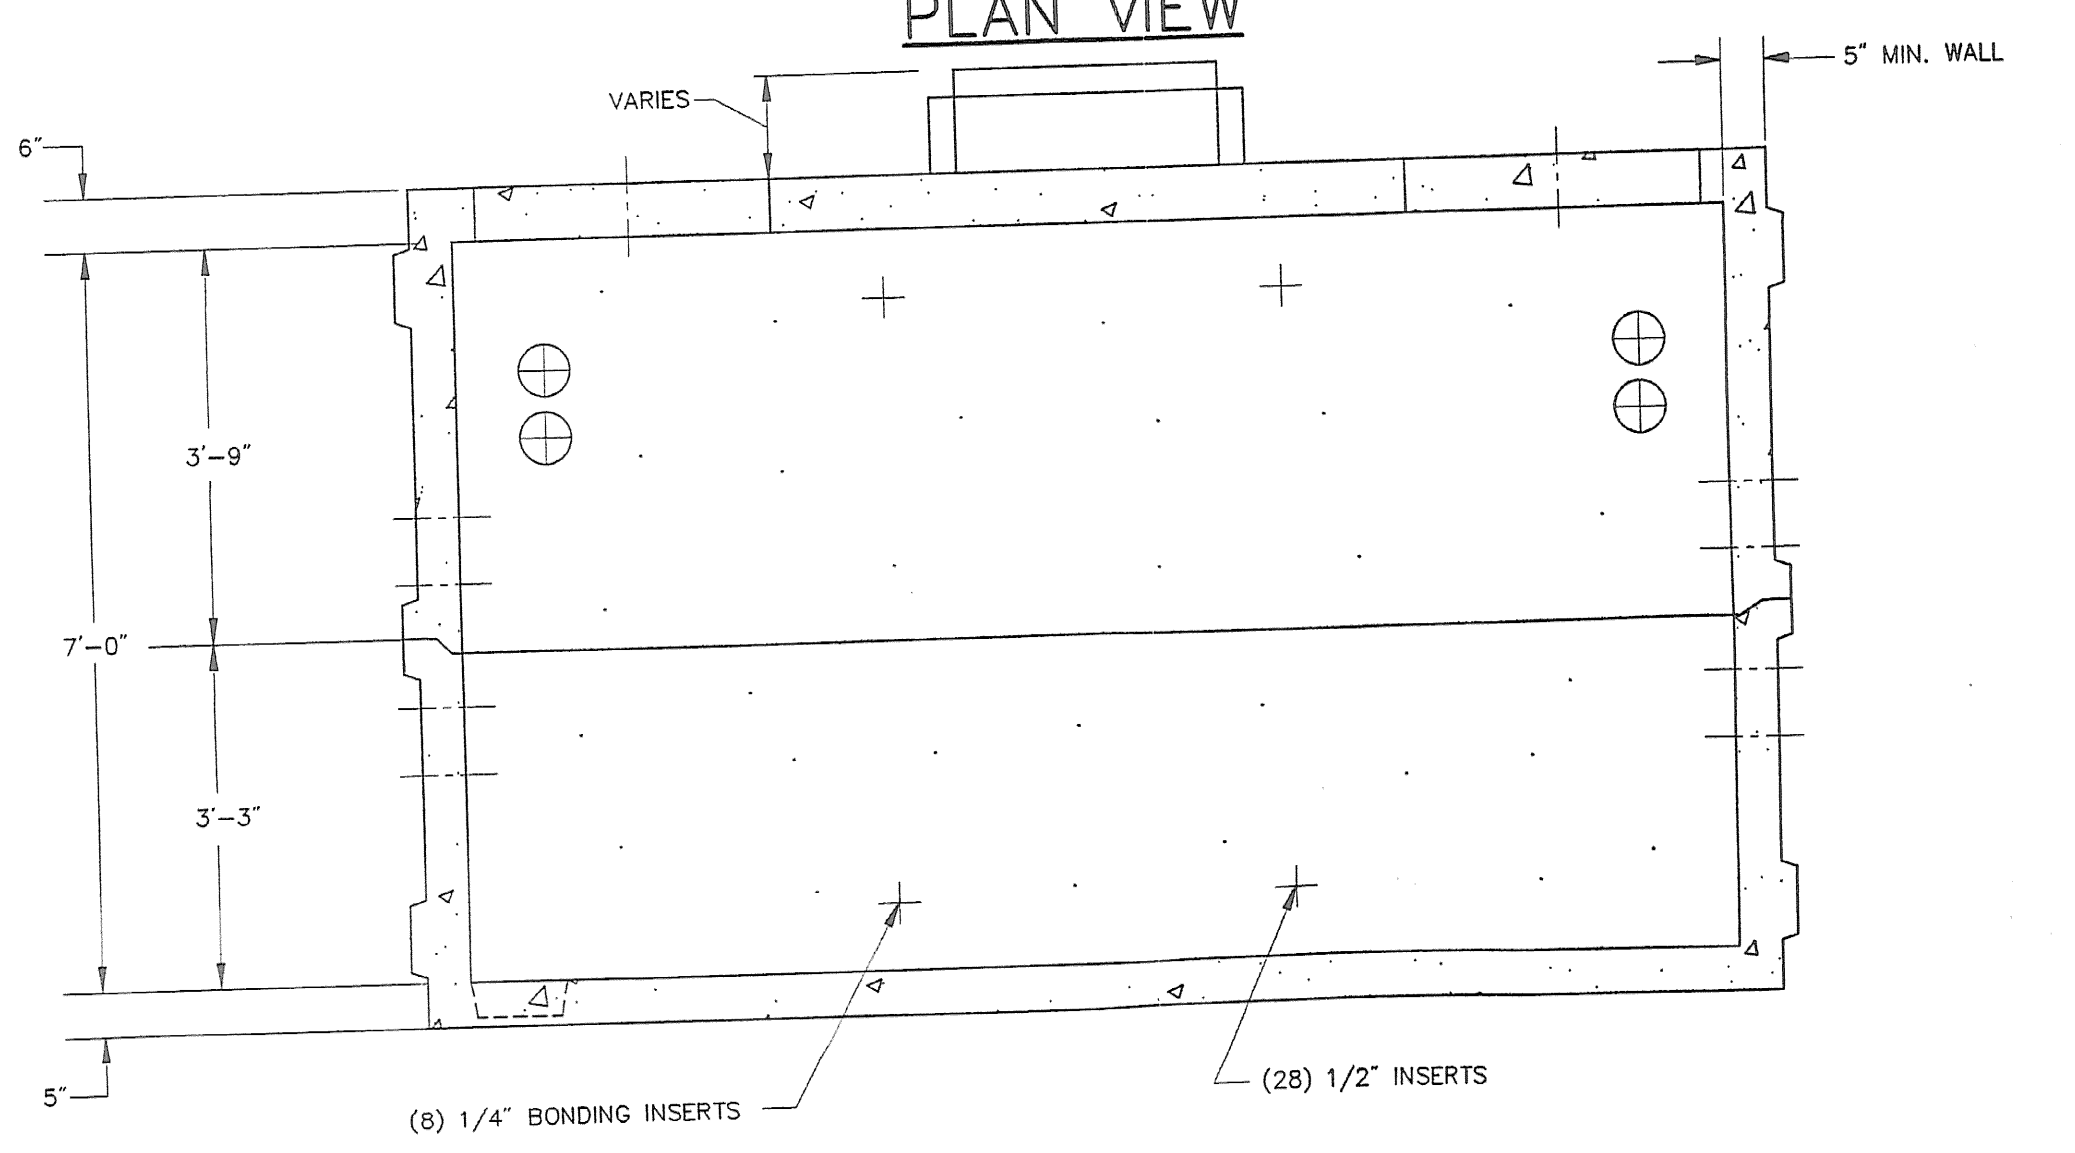 PLAN VIEW
5" MIN. WALL
VARIES
6"
3'-9"
7'-0"
3'-3"
(28) 1/2" INSERTS
5"
(8) 1/4" BONDING INSERTS